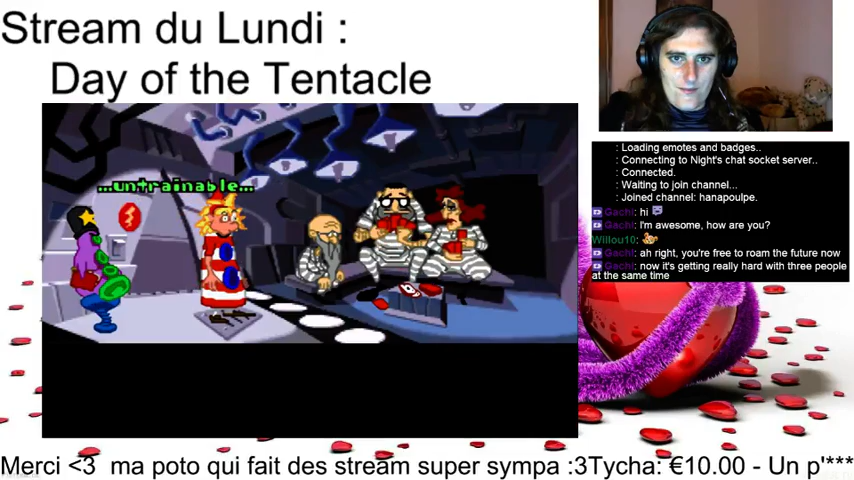 Stream du Lundi :
Day of the Tentacle
...untrainable...
: Loading emotes and badges..
: Connecting to Night's chat socket server..
: Connected.
: Waiting to join channel...
: Joined channel: hanapoulpe.
Gachi: hi
Gachi: I'm awesome, how are you?
Willou10:
Gachi: ah right, you're free to roam the future now
Gachi: now it's getting really hard with three people
at the same time
Merci <3 ma poto qui fait des stream super sympa :3Tycha: €10.00 - Un p'***